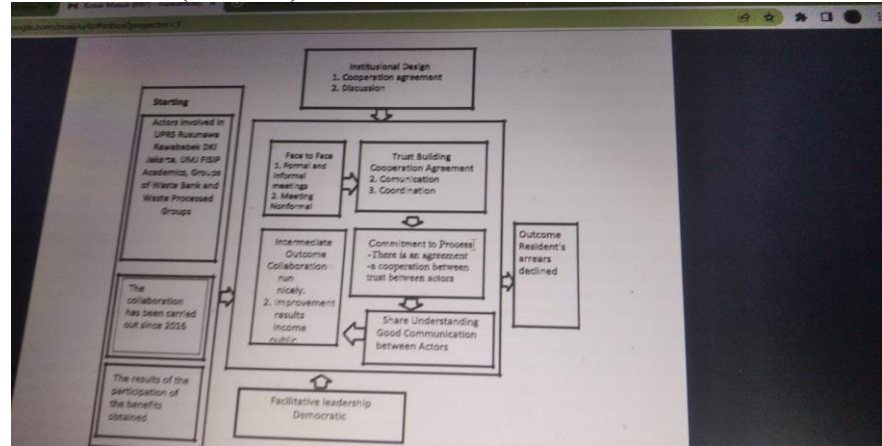 Institusional Design
1. Cooperation agreement
2. Discussion
Starting
Actors involved in
UPRS Rusunawa
Rawabebek DKI
Jakarta, UMJ FISIP
Academics, Groups
of Waste Bank and
Waste Processed
Groups
The
collaboration
has been carried
out since 2016
The results of the
participation of
the benefits
obtained
Face to Face
1. Formal and
informal
meetings
2. Meeting
Nonformal
Trust Building
Cooperation Agreement
2. Comunication
3. Coordination
Commitment to Process
-There is an agreement
-s cooperation between
trust between actors
Share Understanding
Good Communication
between Actors
Intermediate
Outcome
Collaboration
run
nicely.
2. improvement
results
income
public
Facilitative leadership
Democratic
Outcome
Resident's
arrears
declined